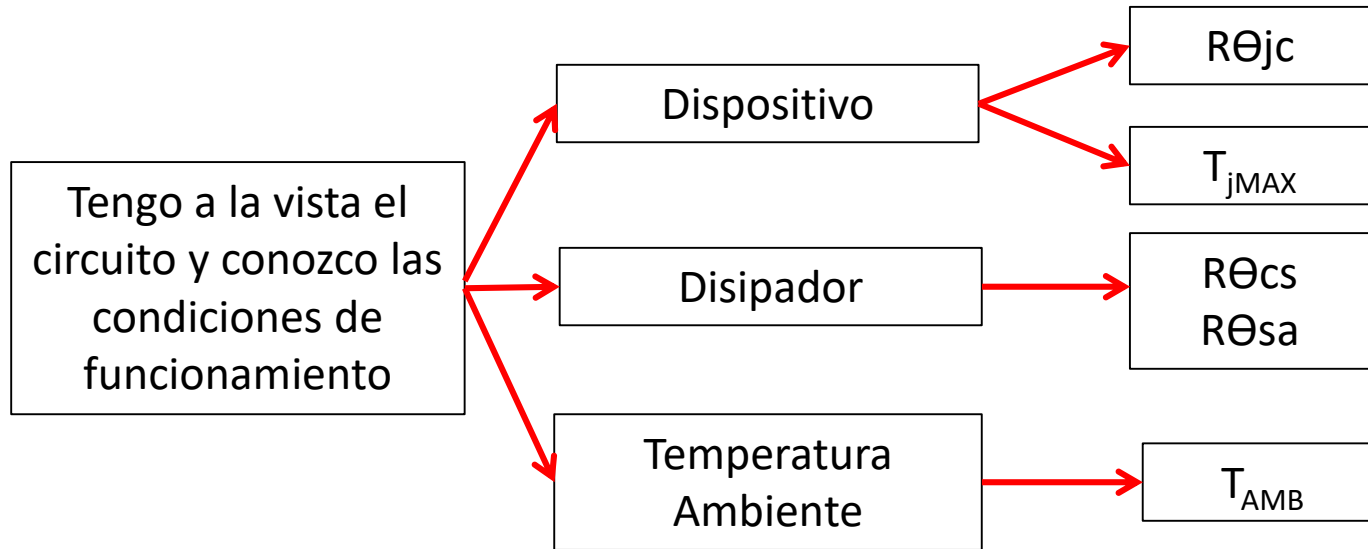 Tengo a la vista el
circuito y conozco las
condiciones de
funcionamiento
Dispositivo
RΘjc
TjMAX
Disipador
RΘcs
RΘsa
Temperatura
Ambiente
TAMB